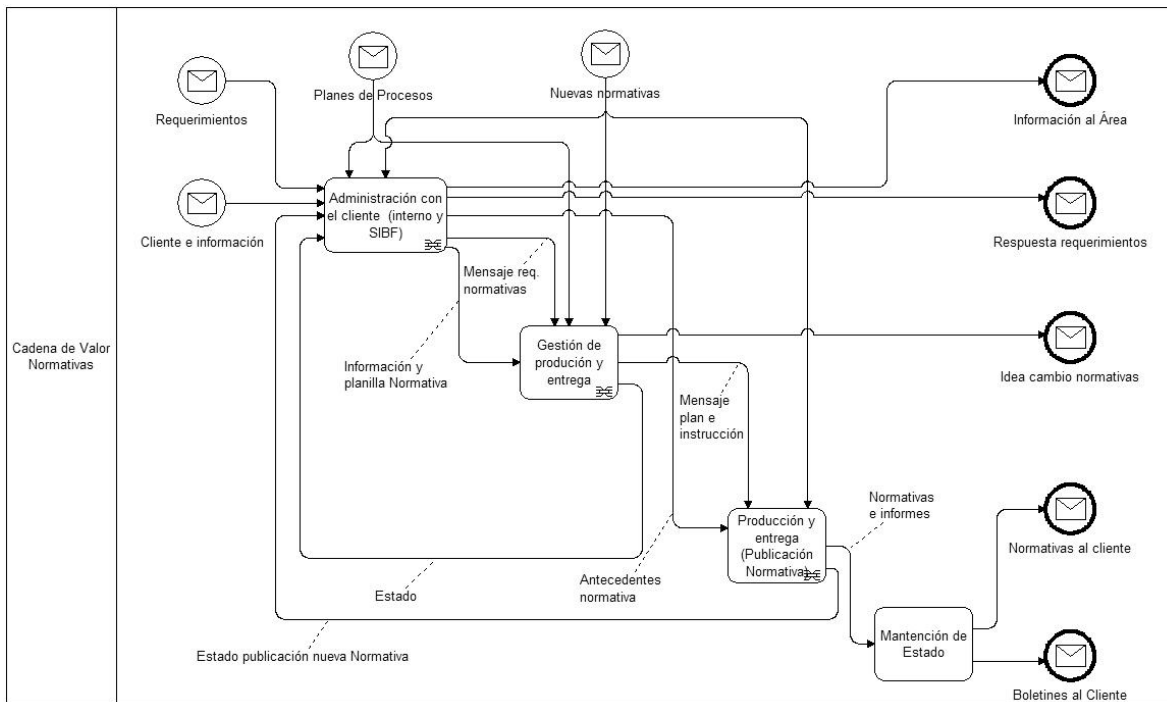 Planes de Procesos
Nuevas normativas
Requerimientos
Información al Área
Administración con
el cliente (interno y
SIBF)
Cliente e información
Respuesta requerimientos
Mensaje req.
normativas
Cadena de Valor
Normativas
Información y
planilla Normativa
Gestión de
produción y
entrega
Idea cambio normativas
Mensaje
plan e
instrucción
Normativas
e informes
Producción y
entrega
(Publicación
Normativa)
Normativas al cliente
Estado
Antecedentes
normativa
Estado publicación nueva Normativa
Mantención de
Estado
Boletines al Cliente